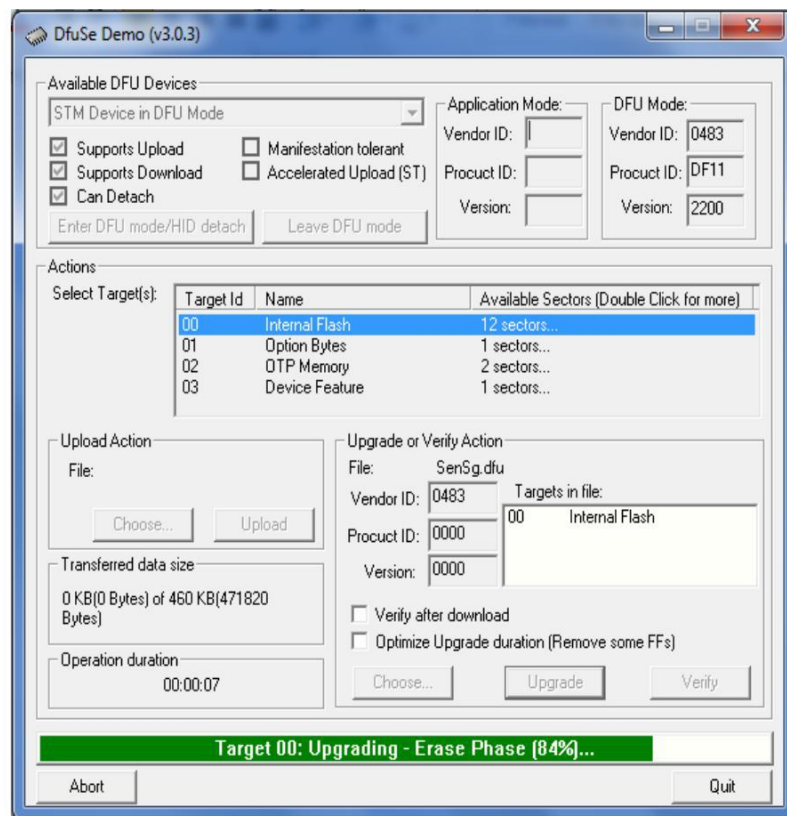 DfuSe Demo (v3.0.3)
Available DFU Devices
STM Device in DFU Mode
Supports Upload
Manifestation tolerant
Supports Download
Accelerated Upload (ST)
Can Detach
Enter DFU mode/HID detach
Leave DFU mode
Application Mode:
Vendor ID:
Procuct ID:
Version:
DFU Mode:
Vendor ID: 0483
Procuct ID: DF11
Version: 2200
Actions
Select Target(s):
Target Id Name Available Sectors (Double Click for more)
00 Internal Flash 12 sectors...
01 Option Bytes 1 sectors...
02 OTP Memory 2 sectors...
03 Device Feature 1 sectors...
Upload Action
File:
Choose... Upload
Transferred data size
0 KB(0 Bytes) of 460 KB(471820
Bytes)
Operation duration
00:00:07
Upgrade or Verify Action
File: SenSg.dfu
Vendor ID: 0483
Procuct ID: 0000
Version: 0000
Targets in file:
00 Internal Flash
Verify after download
Optimize Upgrade duration (Remove some FFs)
Choose... Upgrade Verify
Target 00: Upgrading - Erase Phase (84%)...
Abort Quit